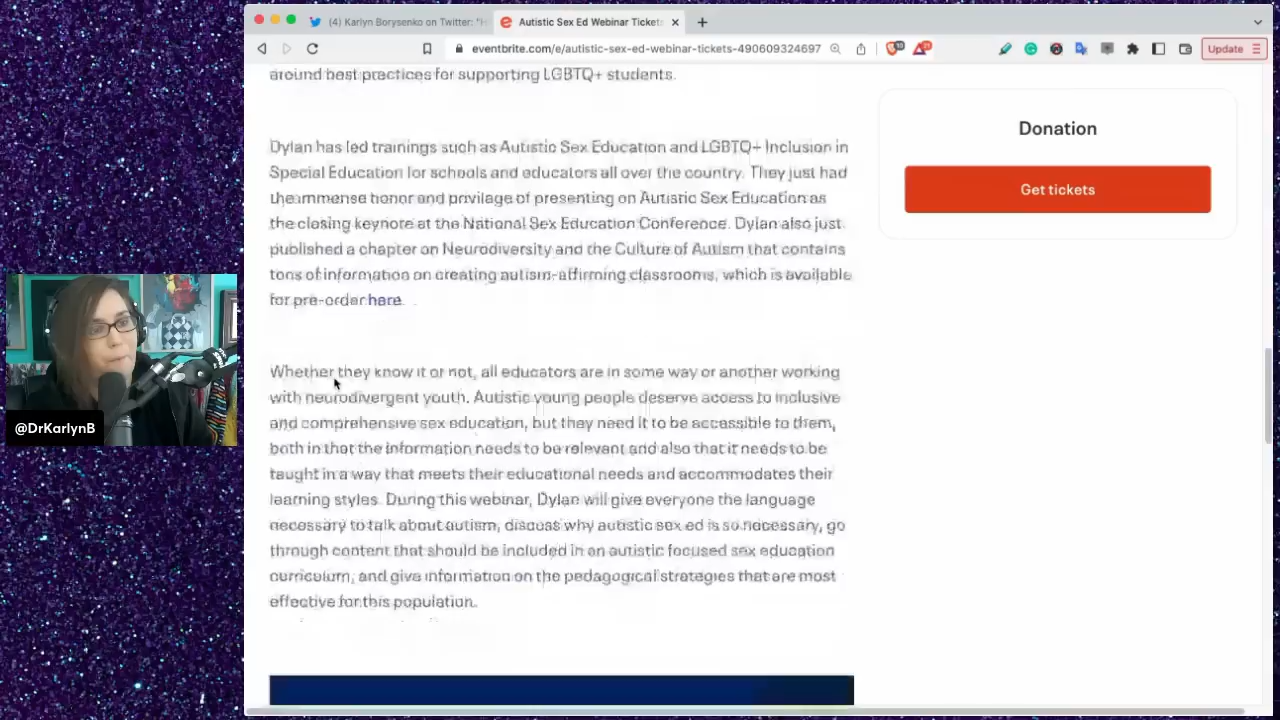 (4) Karlyn Borysenko on Twitter: "H
Autistic Sex Ed Webinar Tickets
eventbrite.com/e/autistic-sex-ed-webinar-tickets-490609324697
Update
around best practices for supporting LGBTQ+ students.
Donation
Get tickets
Dylan has led trainings such as Autistic Sex Education and LGBTQ+ Inclusion in
Special Education for schools and educators all over the country. They just had
the immense honor and privilage of presenting on Autistic Sex Education as
the closing keynote at the National Sex Education Conference. Dylan also just
published a chapter on Neurodiversity and the Culture of Autism that contains
tons of information on creating autism-affirming classrooms, which is available
for pre-order here.
Whether they know it or not, all educators are in some way or another working
with neurodivergent youth. Autistic young people deserve access to inclusive
and comprehensive sex education, but they need it to be accessible to them,
both in that the information needs to be relevant and also that it needs to be
taught in a way that meets their educational needs and accommodates their
learning styles. During this webinar, Dylan will give everyone the language
necessary to talk about autism, discuss why autistic sex ed is so necessary, go
through content that should be included in an autistic focused sex education
curriculum, and give information on the pedagogical strategies that are most
effective for this population.
@DrKarlynB